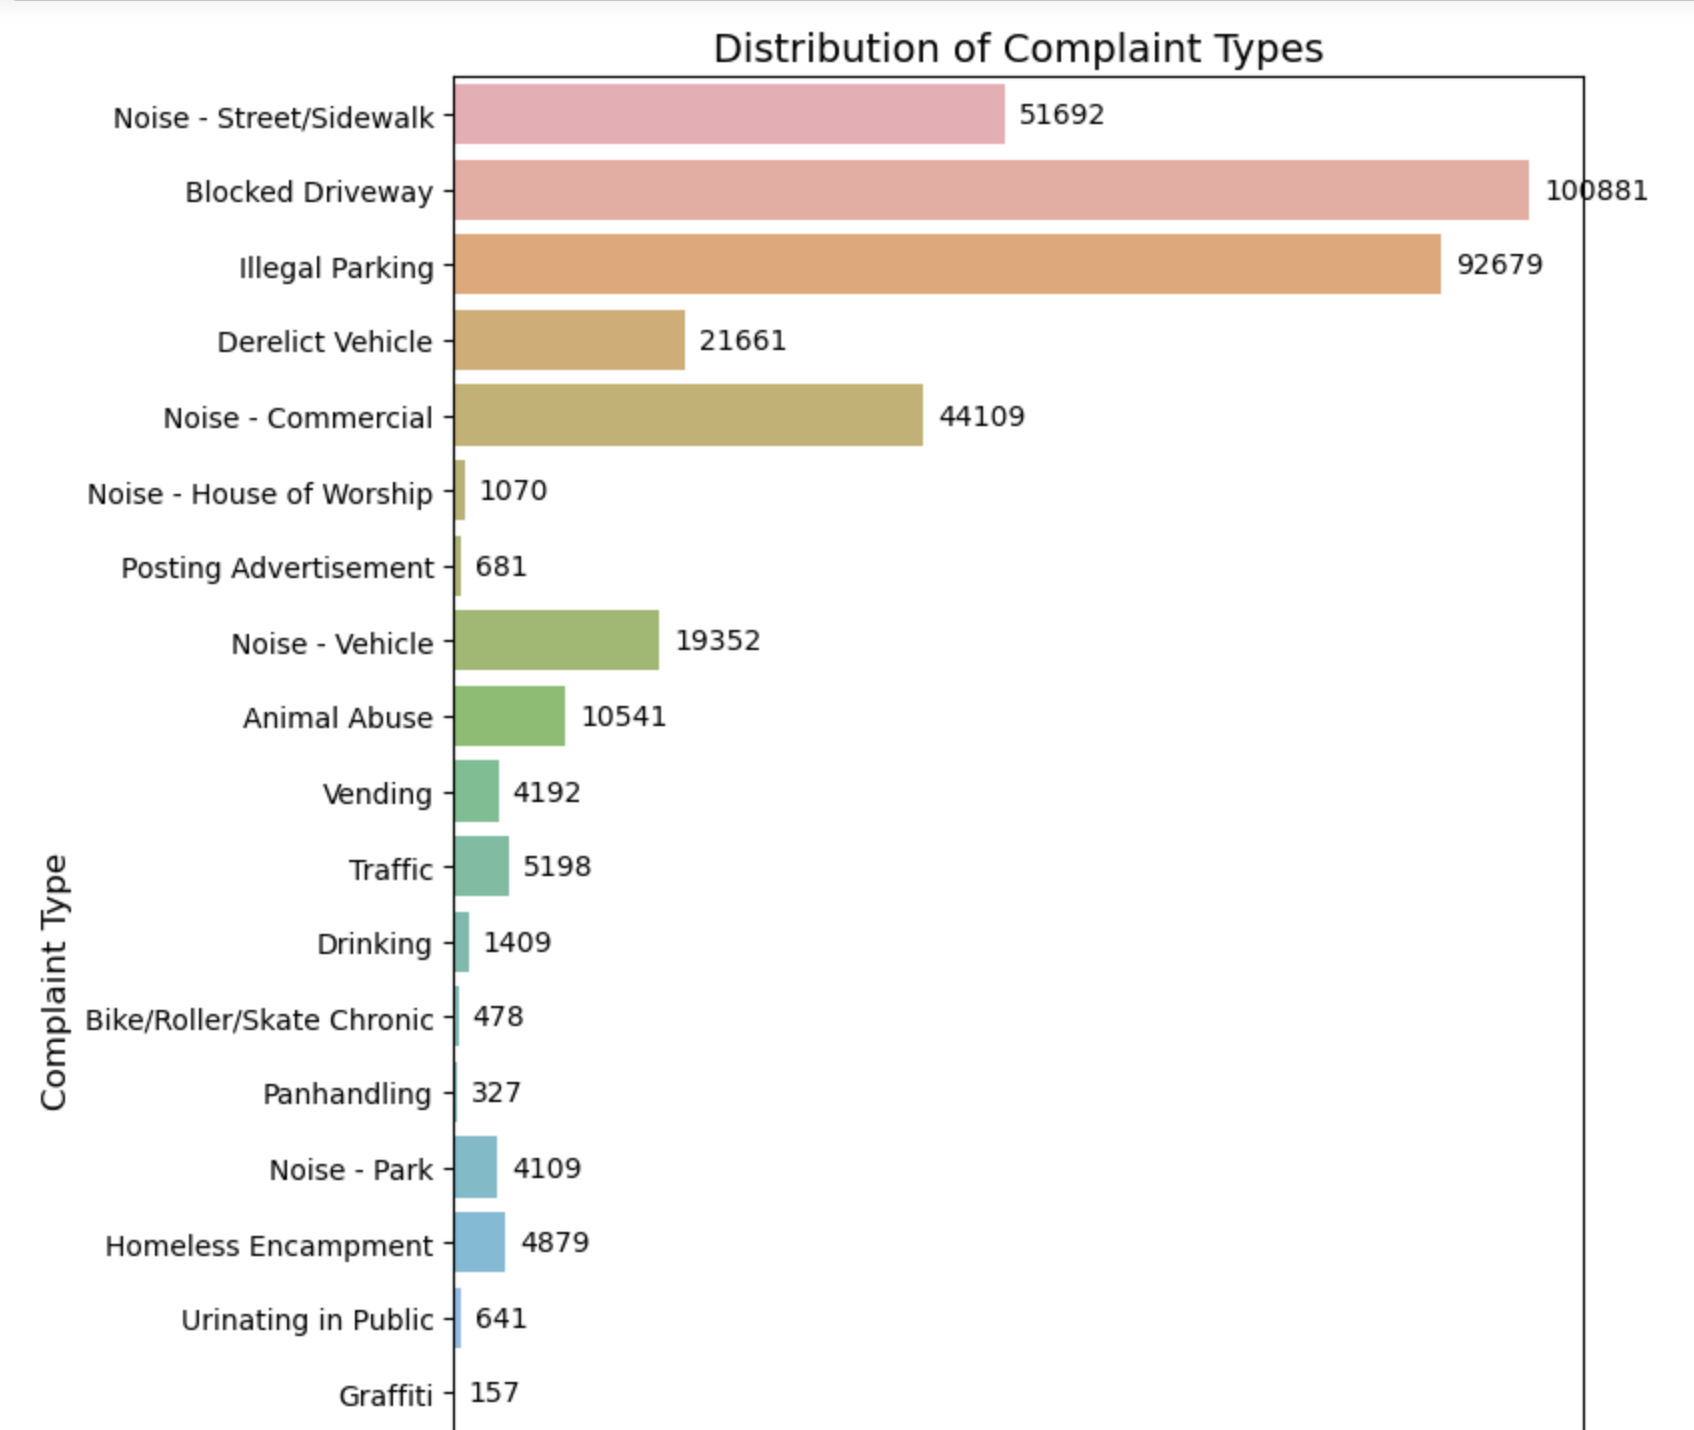 Distribution of Complaint Types
Noise - Street/Sidewalk 51692
Blocked Driveway 100881
Illegal Parking 92679
Derelict Vehicle 21661
Noise - Commercial 44109
Noise - House of Worship 1070
Posting Advertisement 681
Noise - Vehicle 19352
Animal Abuse 10541
Vending 4192
Traffic 5198
Drinking 1409
Bike/Roller/Skate Chronic 478
Panhandling 327
Noise - Park 4109
Homeless Encampment 4879
Urinating in Public 641
Graffiti 157
Complaint Type